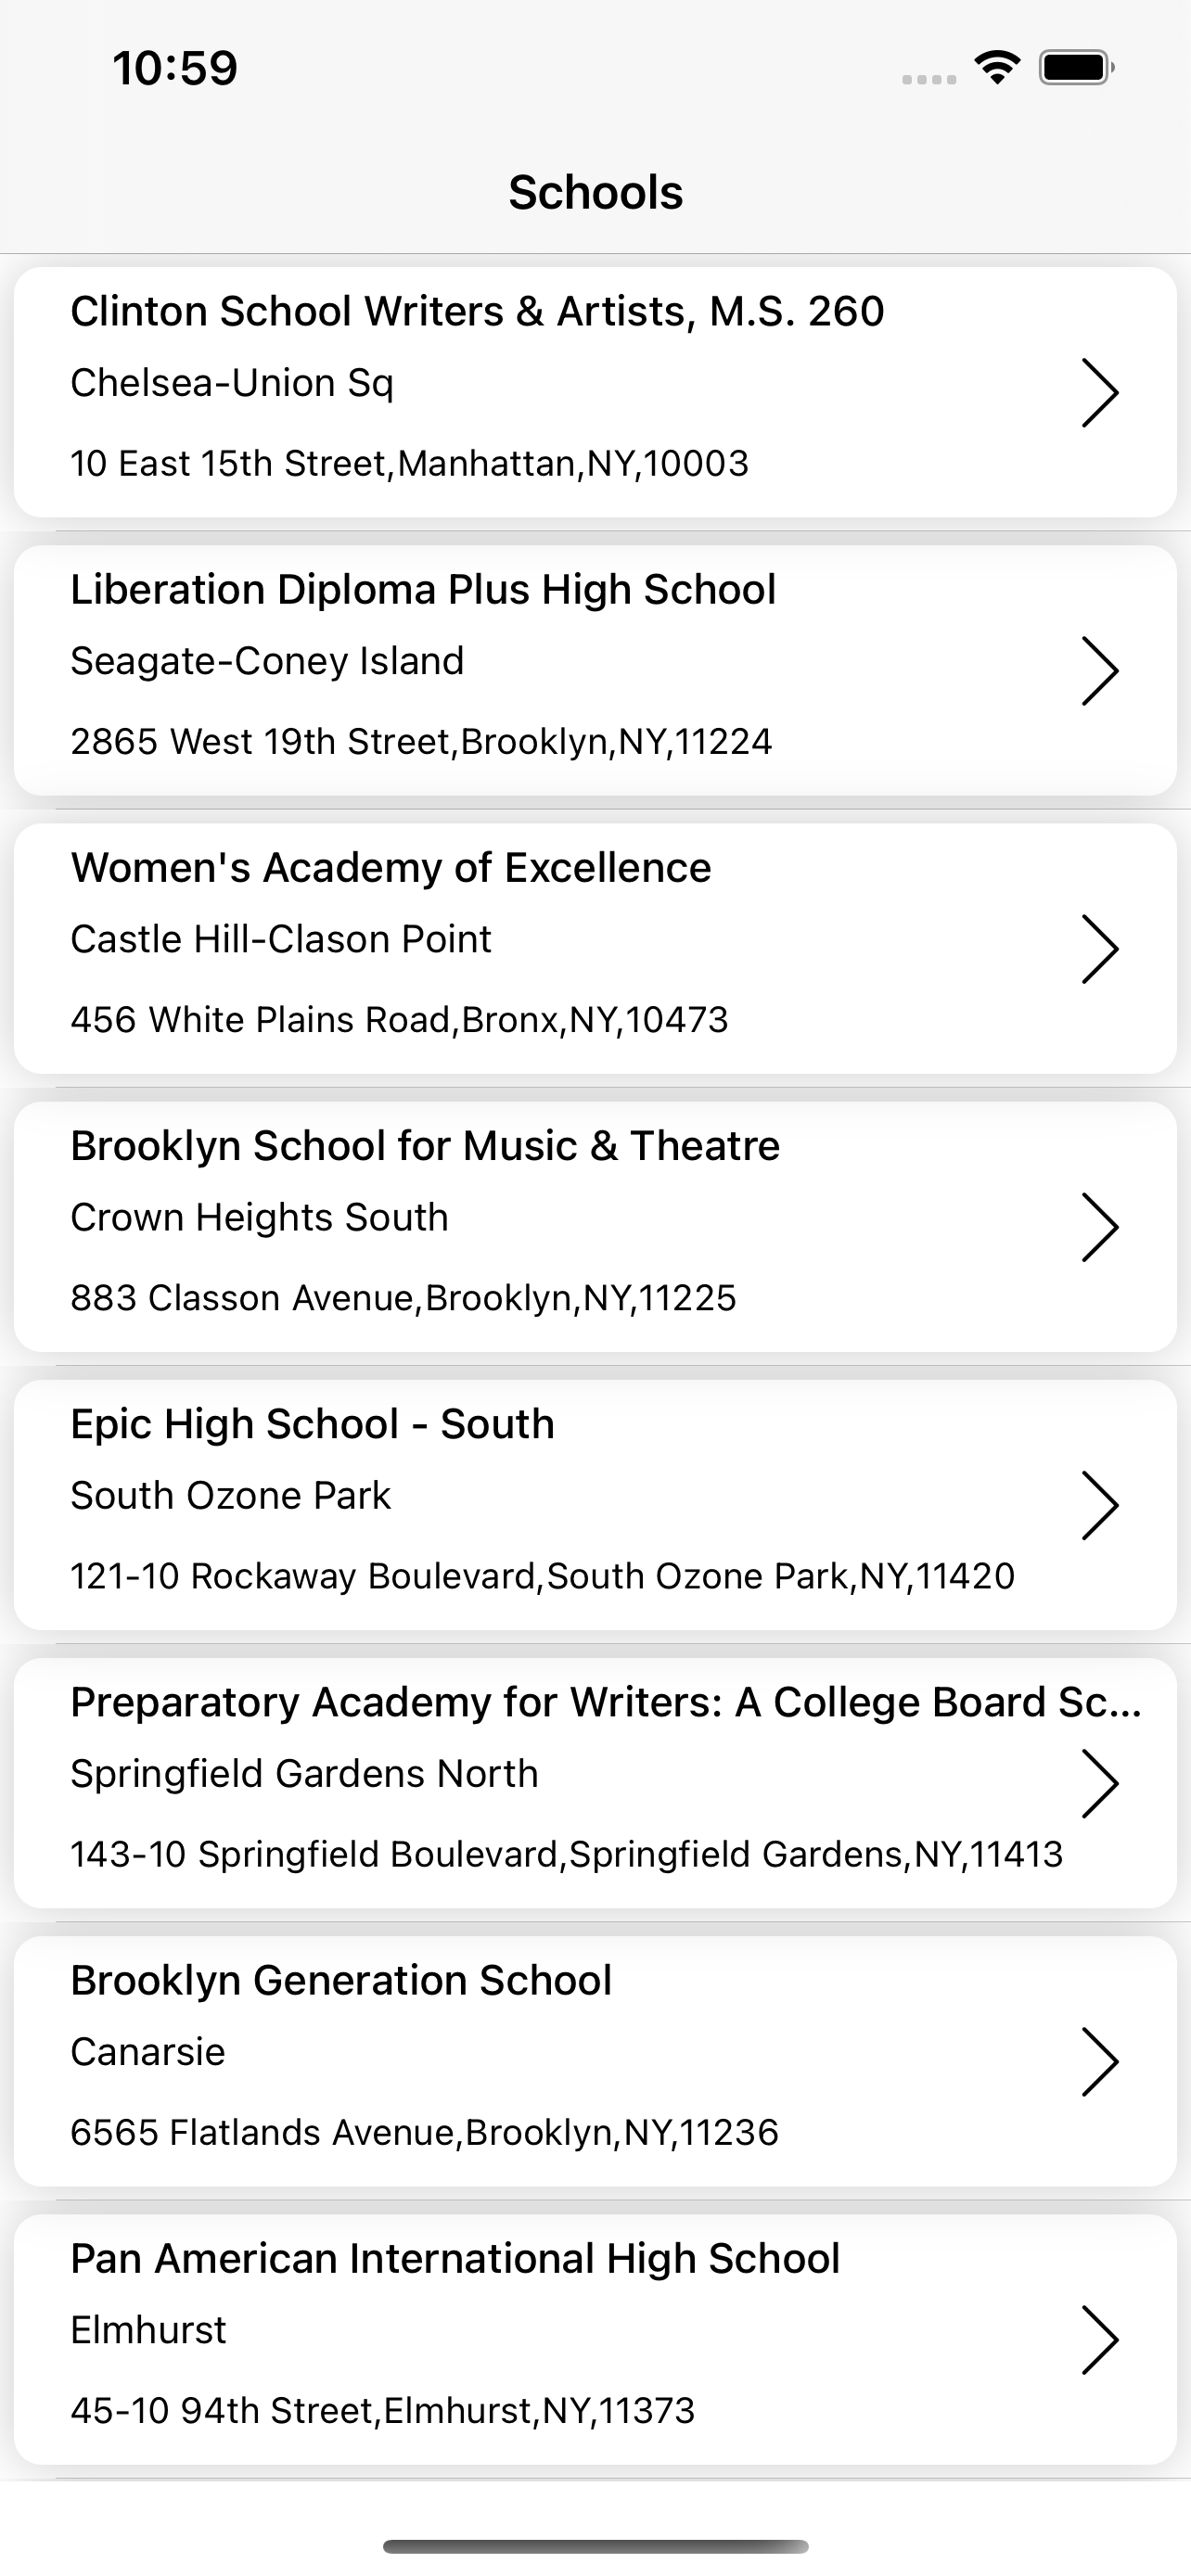 10:59
Schools
Clinton School Writers & Artists, M.S. 260
Chelsea-Union Sq
10 East 15th Street,Manhattan,NY,10003
Liberation Diploma Plus High School
Seagate-Coney Island
2865 West 19th Street,Brooklyn,NY,11224
Women's Academy of Excellence
Castle Hill-Clason Point
456 White Plains Road,Bronx,NY,10473
Brooklyn School for Music & Theatre
Crown Heights South
883 Classon Avenue,Brooklyn,NY,11225
Epic High School - South
South Ozone Park
121-10 Rockaway Boulevard,South Ozone Park,NY,11420
Preparatory Academy for Writers: A College Board Sc...
Springfield Gardens North
143-10 Springfield Boulevard,Springfield Gardens,NY,11413
Brooklyn Generation School
Canarsie
6565 Flatlands Avenue,Brooklyn,NY,11236
Pan American International High School
Elmhurst
45-10 94th Street,Elmhurst,NY,11373